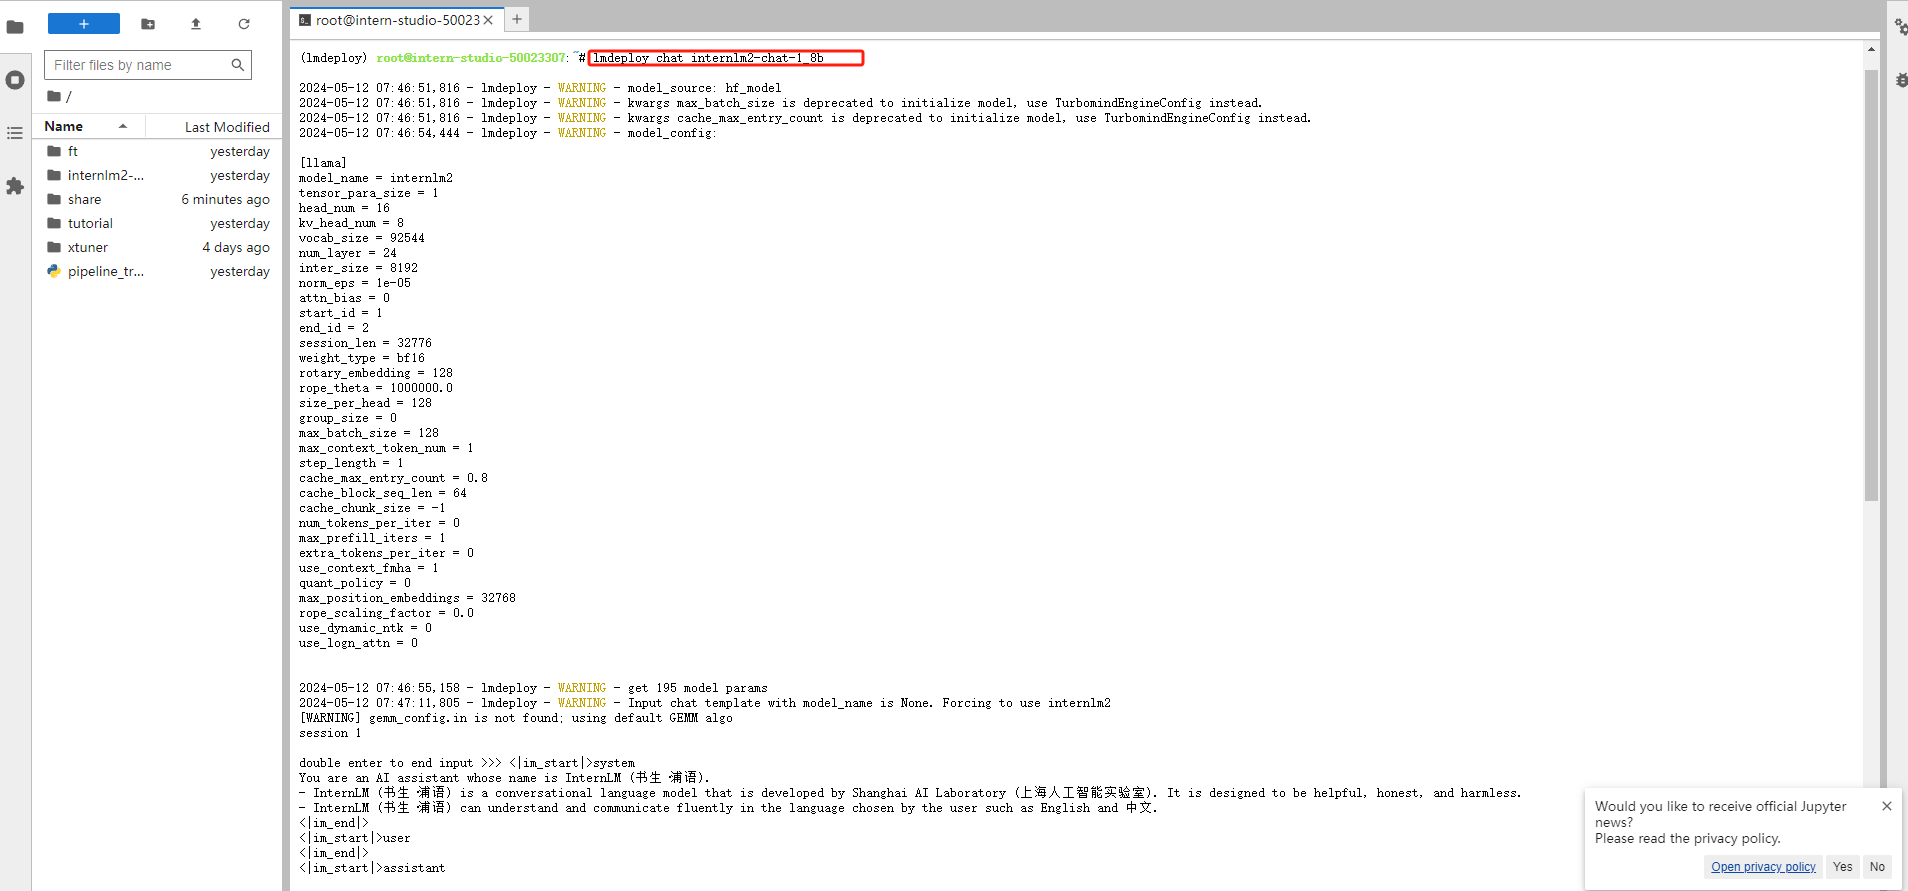 Filter files by name
/
Name Last Modified
ft yesterday
internlm2-... yesterday
share 6 minutes ago
tutorial yesterday
xtuner 4 days ago
pipeline_tr... yesterday
root@intern-studio-50023
(lmdeploy) root@intern-studio-50023307:~# lmdeploy chat internlm2-chat-1_8b
2024-05-12 07:46:51,816 - lmdeploy - WARNING - model_source: hf_model
2024-05-12 07:46:51,816 - lmdeploy - WARNING - kwargs max_batch_size is deprecated to initialize model, use TurbomindEngineConfig instead.
2024-05-12 07:46:51,816 - lmdeploy - WARNING - kwargs cache_max_entry_count is deprecated to initialize model, use TurbomindEngineConfig instead.
2024-05-12 07:46:54,444 - lmdeploy - WARNING - model_config:
[llama]
model_name = internlm2
tensor_para_size = 1
head_num = 16
kv_head_num = 8
vocab_size = 92544
num_layer = 24
inter_size = 8192
norm_eps = 1e-05
attn_bias = 0
start_id = 1
end_id = 2
session_len = 32776
weight_type = bf16
rotary_embedding = 128
rope_theta = 1000000.0
size_per_head = 128
group_size = 0
max_batch_size = 128
max_context_token_num = 1
step_length = 1
cache_max_entry_count = 0.8
cache_block_seq_len = 64
cache_chunk_size = -1
num_tokens_per_iter = 0
max_prefill_iters = 1
extra_tokens_per_iter = 0
use_context_fmha = 1
quant_policy = 0
max_position_embeddings = 32768
rope_scaling_factor = 0.0
use_dynamic_ntk = 0
use_logn_attn = 0
2024-05-12 07:46:55,158 - lmdeploy - WARNING - get 195 model params
2024-05-12 07:47:11,805 - lmdeploy - WARNING - Input chat template with model_name is None. Forcing to use internlm2
[WARNING] gemm_config.in is not found; using default GEMM algo
session 1
double enter to end input >>> <|im_start|>system
You are an AI assistant whose name is InternLM (书生·浦语).
- InternLM (书生·浦语) is a conversational language model that is developed by Shanghai AI Laboratory (上海人工智能实验室). It is designed to be helpful, honest, and harmless.
- InternLM (书生·浦语) can understand and communicate fluently in the language chosen by the user such as English and 中文.
<|im_end|>
<|im_start|>user
<|im_end|>
<|im_start|>assistant
Would you like to receive official Jupyter
news?
Please read the privacy policy.
Open privacy policy Yes No